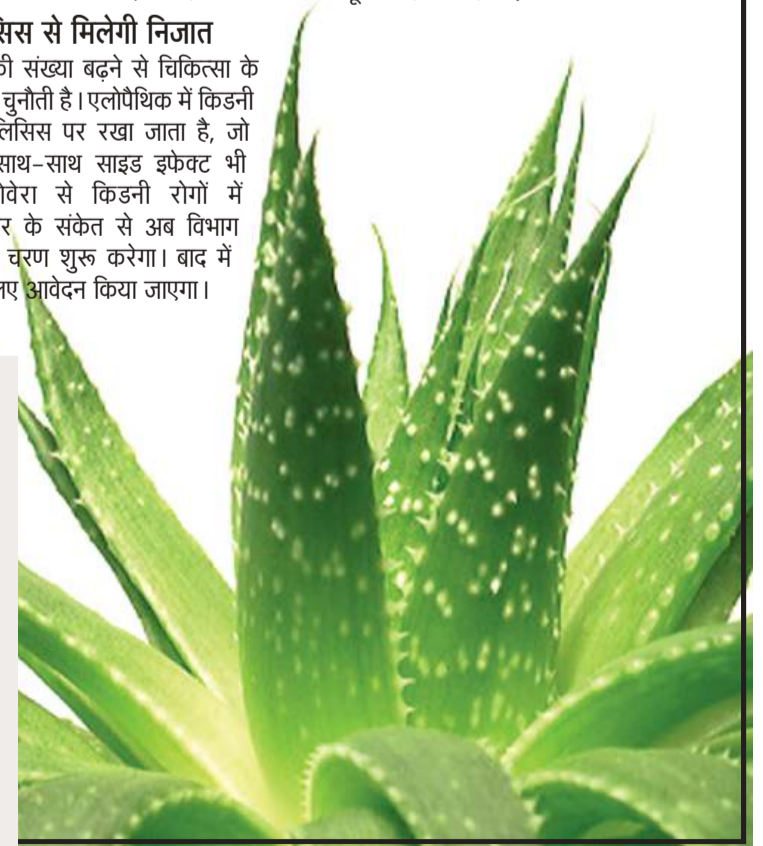 से मिलेगी निजात
संख्या बढ़ने से चिकित्सा के
चुनौती है। एलोपैथिक में किडनी
पर रखा जाता है, जो
साथ-साथ साइड इफेक्ट भी
से किडनी रोगों में
के संकेत से अब विभाग
चरण शुरू करेगा। बाद में
आवेदन किया जाएगा।